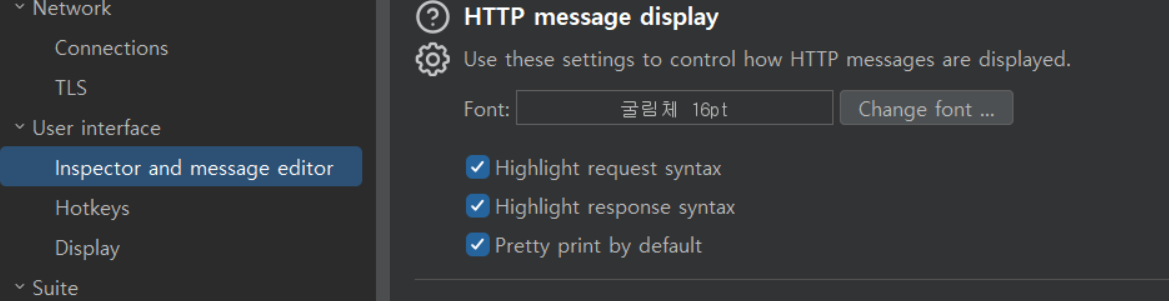 Network
Connections
TLS
User interface
Inspector and message editor
Hotkeys
Display
Suite
HTTP message display
Use these settings to control how HTTP messages are displayed.
Font: 굴림체 16pt Change font ...
Highlight request syntax
Highlight response syntax
Pretty print by default